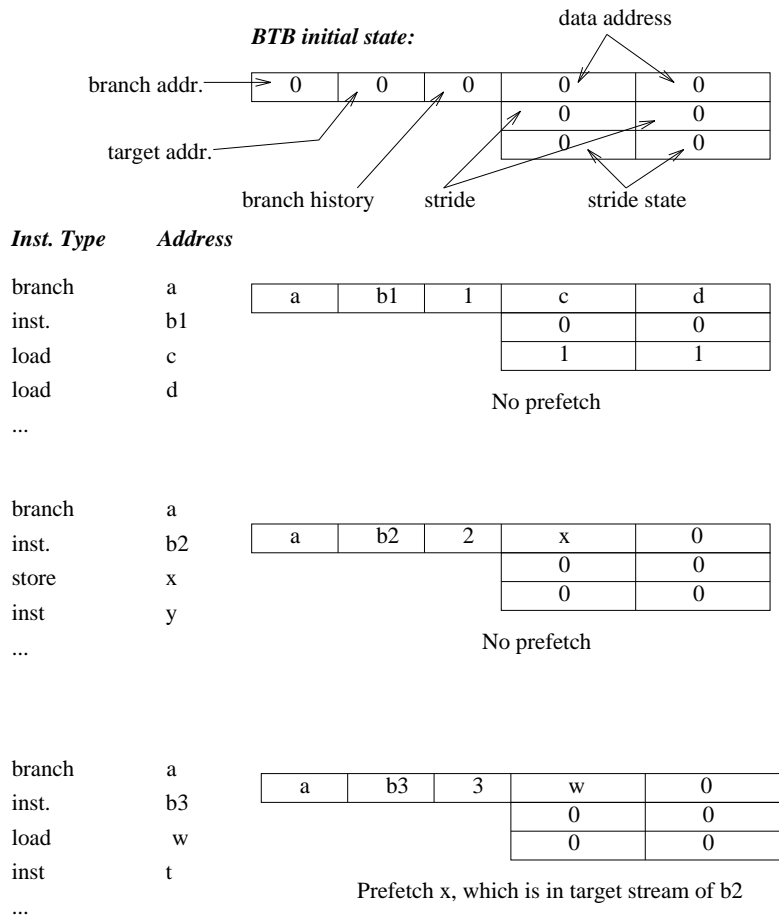 data address
BTB initial state:
branch addr. 0 0 0 0 0
0 0
target addr. 0 0
branch history stride stride state
Inst. Type Address
branch a
a b1 1 c d
inst. b1
0 0
load c
1 1
load d
No prefetch
...
branch a
a b2 2 x 0
inst. b2
0 0
store x
0 0
inst y
No prefetch
...
branch a
a b3 3 w 0
inst. b3
0 0
load w
0 0
inst t
Prefetch x, which is in target stream of b2
...